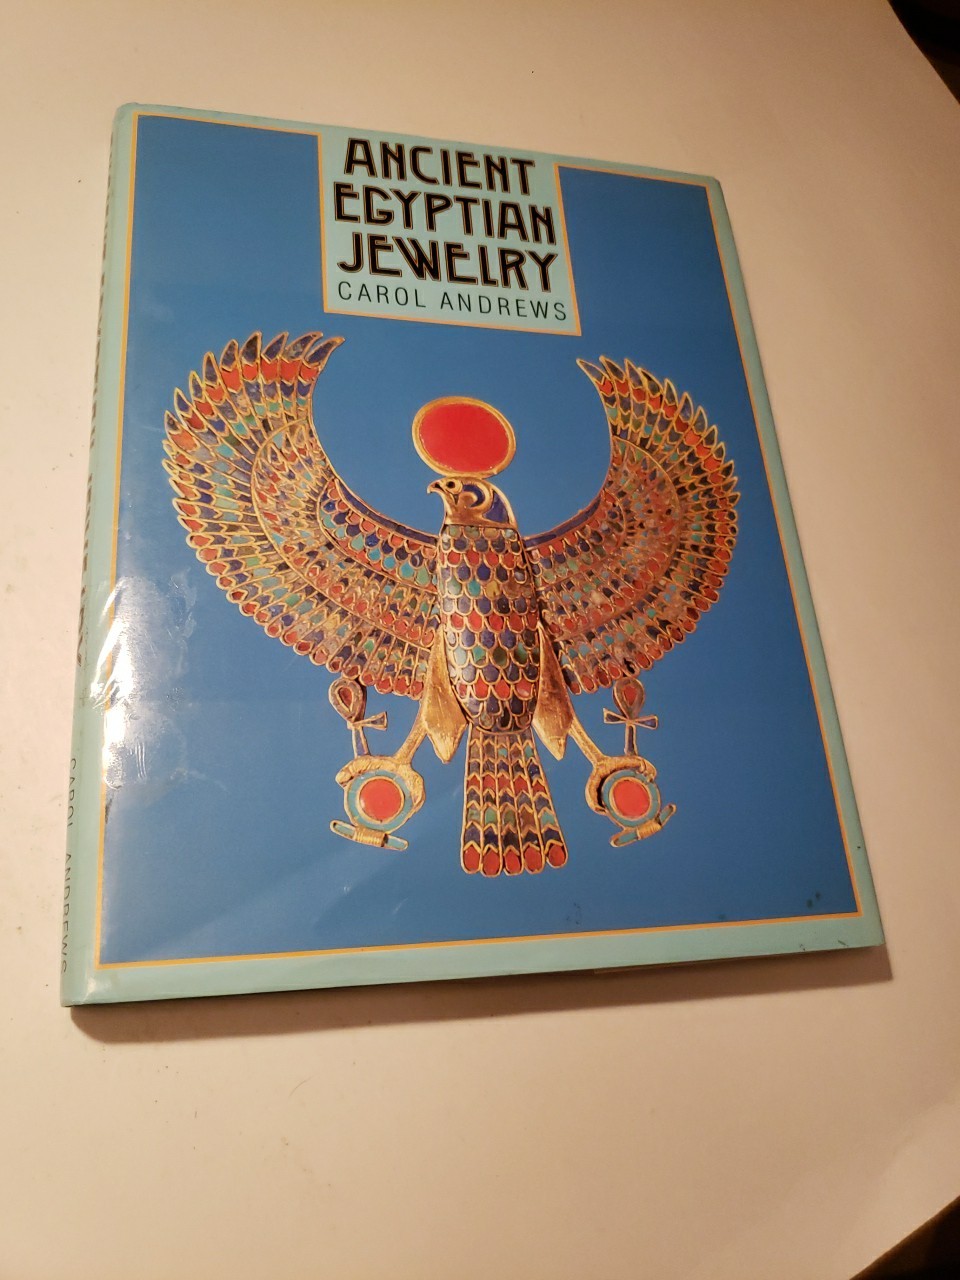 ANCIENT
EGYPTIAN
JEWELRY
CAROL ANDREWS
CAROL ANDREWS